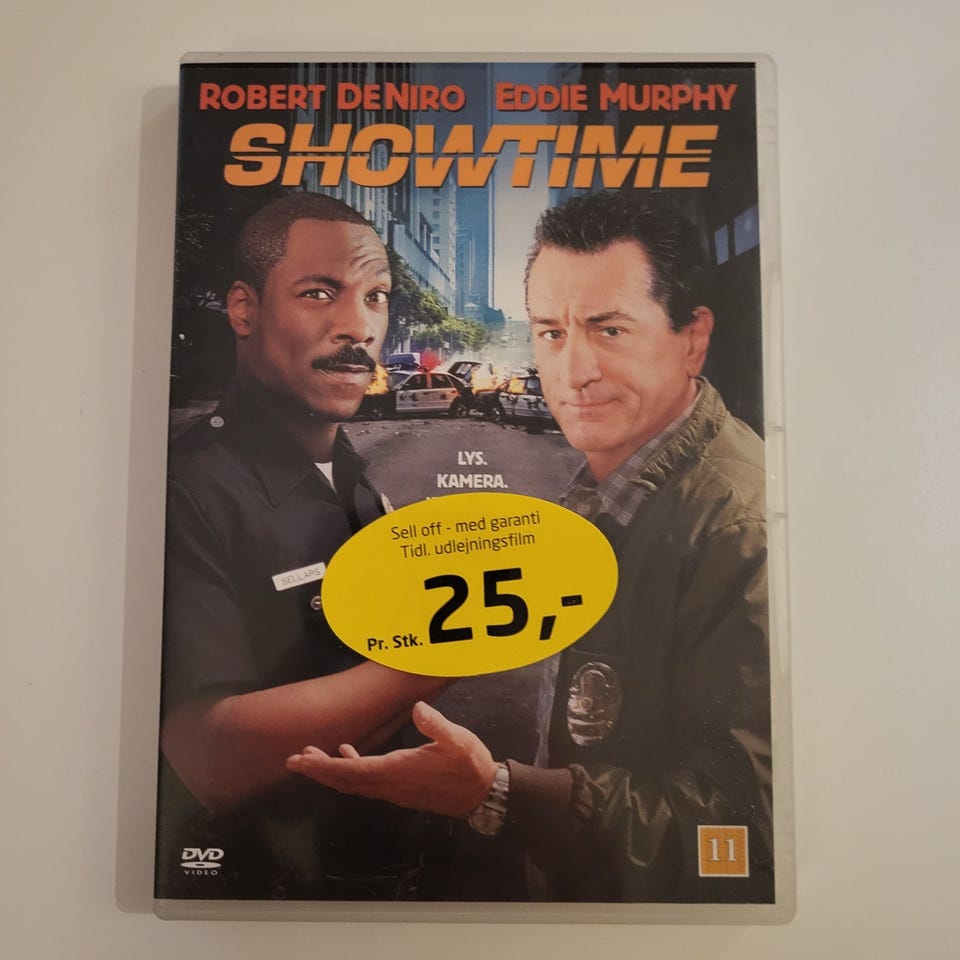 ROBERT DENIRO EDDIE MURPHY
SHOWTIME
LYS.
KAMERA.
Sell off - med garanti
Tidl. udlejningsfilm
Pr. Stk. 25,-
SELLARS
DVD
VIDEO
11